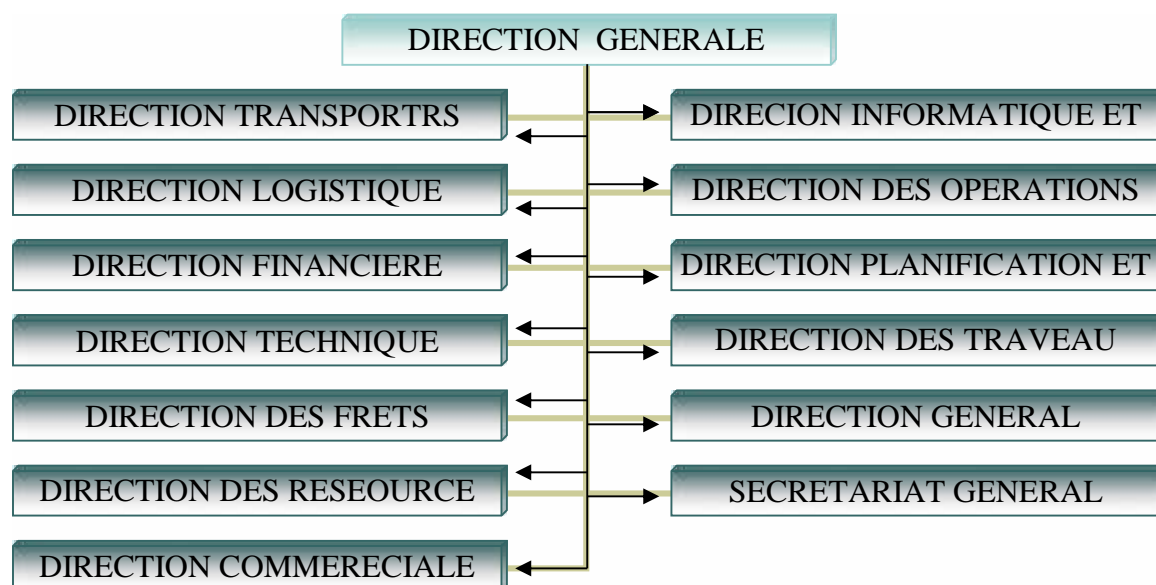 DIRECTION GENERALE
DIRECTION TRANSPORTRS
DIRECION INFORMATIQUE ET
DIRECTION LOGISTIQUE
DIRECTION DES OPERATIONS
DIRECTION FINANCIERE
DIRECTION PLANIFICATION ET
DIRECTION TECHNIQUE
DIRECTION DES TRAVEAU
DIRECTION DES FRETS
DIRECTION GENERAL
DIRECTION DES RESEOURCE
SECRETARIAT GENERAL
DIRECTION COMMERECIALE